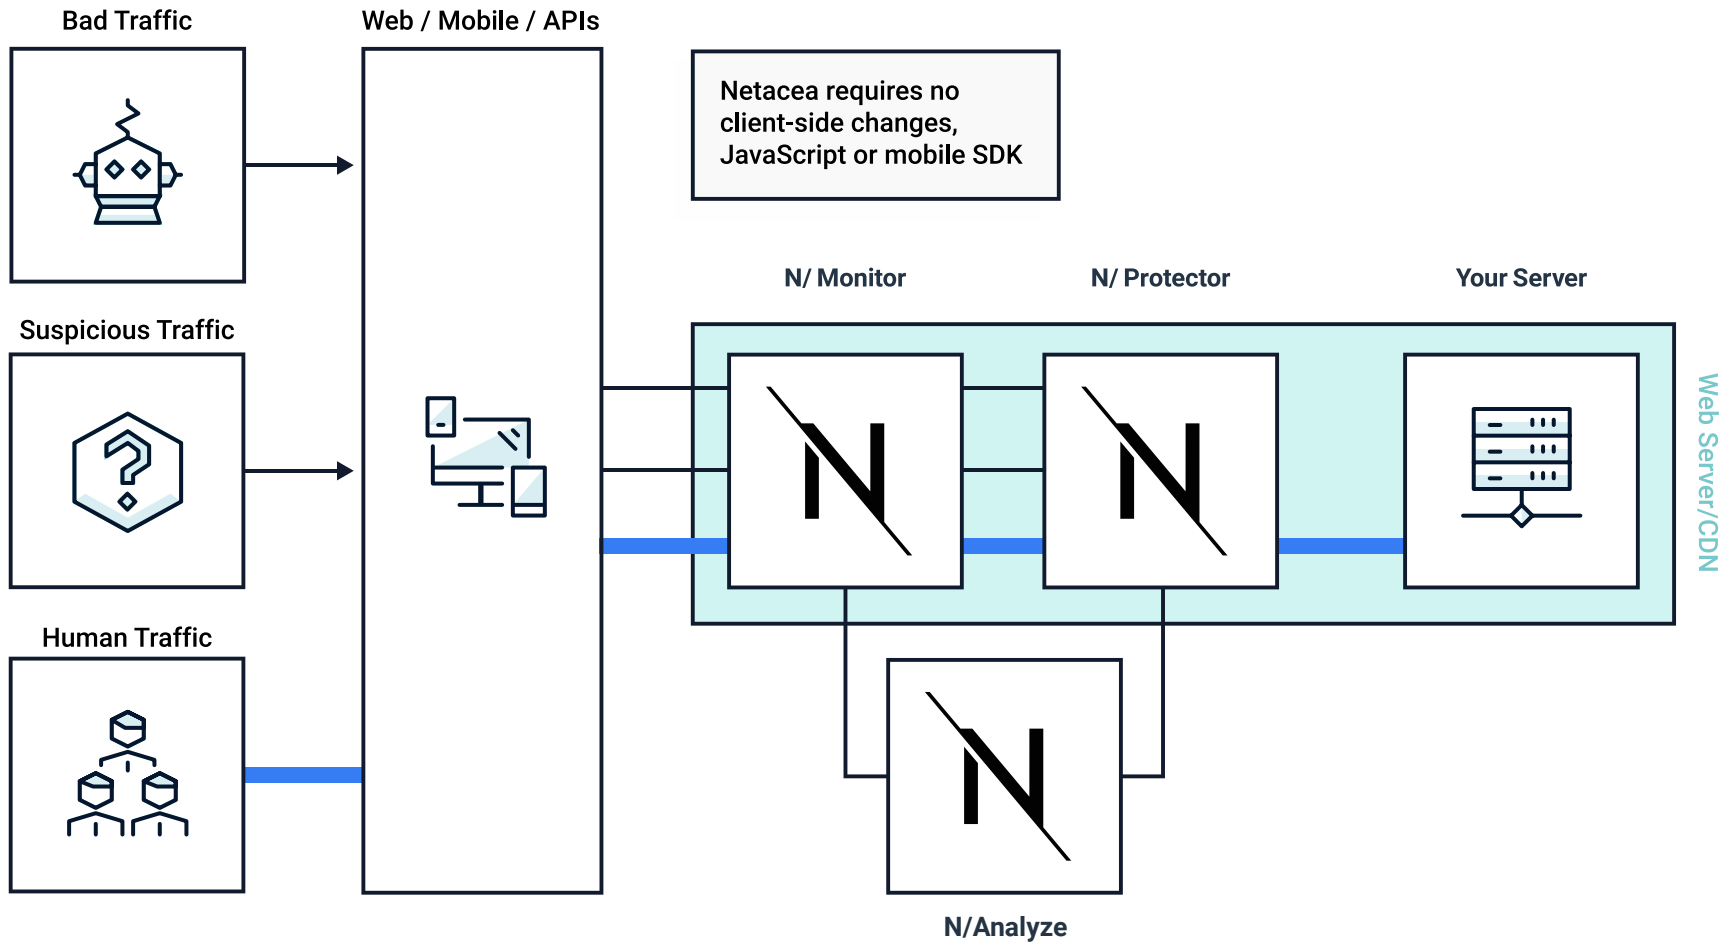 Bad Traffic
Web / Mobile / APIs
Netacea requires no
client-side changes,
JavaScript or mobile SDK
N/ Monitor
N/ Protector
Your Server
Suspicious Traffic
Web Server/CDN
Human Traffic
N/Analyze